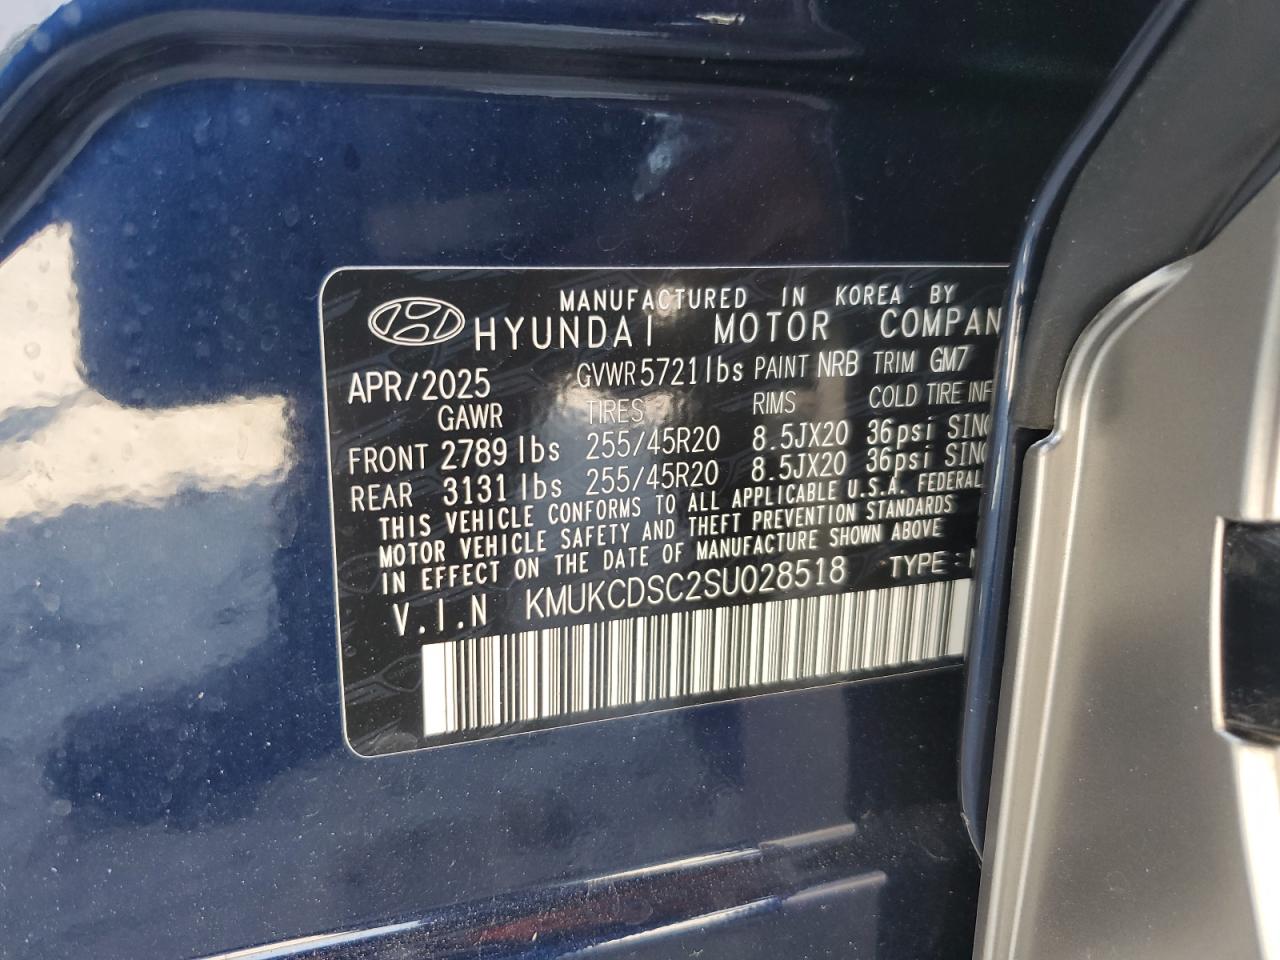 MANUFACTURED IN KOREA BY
HYUNDAI MOTOR COMPAN
APR/2025 GVWR 5721lbs PAINT NRB TRIM GM7
GAWR TIRES RIMS COLD TIRE INF
FRONT 2789 lbs 255/45R20 8.5JX20 36psi SING
REAR 3131 lbs 255/45R20 8.5JX20 36psi SING
THIS VEHICLE CONFORMS TO ALL APPLICABLE U.S.A. FEDERAL
MOTOR VEHICLE SAFETY AND THEFT PREVENTION STANDARDS
IN EFFECT ON THE DATE OF MANUFACTURE SHOWN ABOVE
V.I.N KMUKCDSC2SU028518 TYPE :